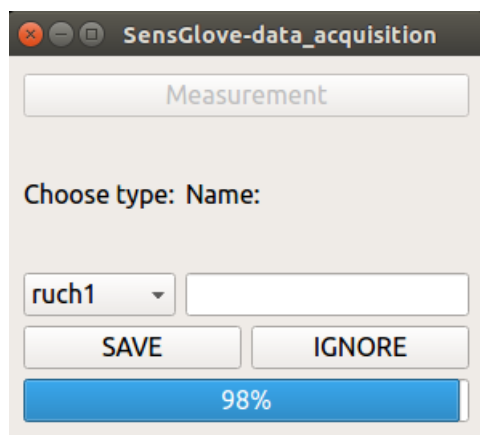 SensGlove-data_acquisition
Measurement
Choose type: Name:
ruch1
SAVE IGNORE
98%